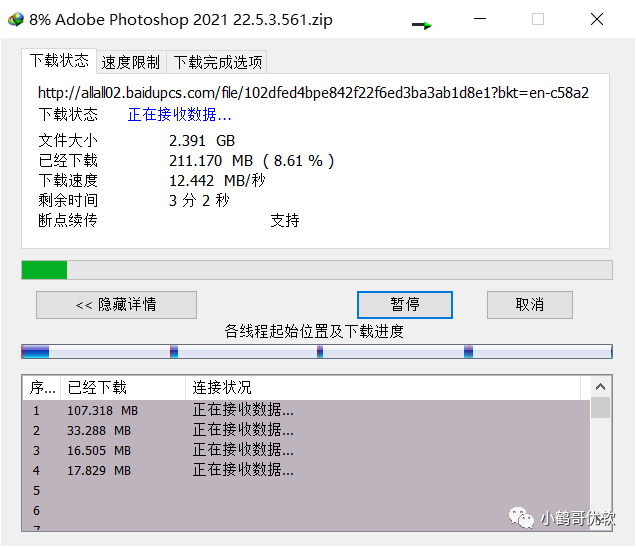 8% Adobe Photoshop 2021 22.5.3.561.zip
下载状态 速度限制 下载完成选项
http://allall02.baidupcs.com/file/102dfed4bpe842f22f6ed3ba3ab1d8e1?bkt=en-c58a2
下载状态 正在接收数据...
文件大小 2.391 GB
已经下载 211.170 MB ( 8.61 % )
下载速度 12.442 MB/秒
剩余时间 3 分 2 秒
断点续传 支持
<< 隐藏详情 暂停 取消
各线程起始位置及下载进度
序... 已经下载 连接状况
1 107.318 MB 正在接收数据...
2 33.288 MB 正在接收数据...
3 16.505 MB 正在接收数据...
4 17.829 MB 正在接收数据...
5
6
7
小鹤哥优软